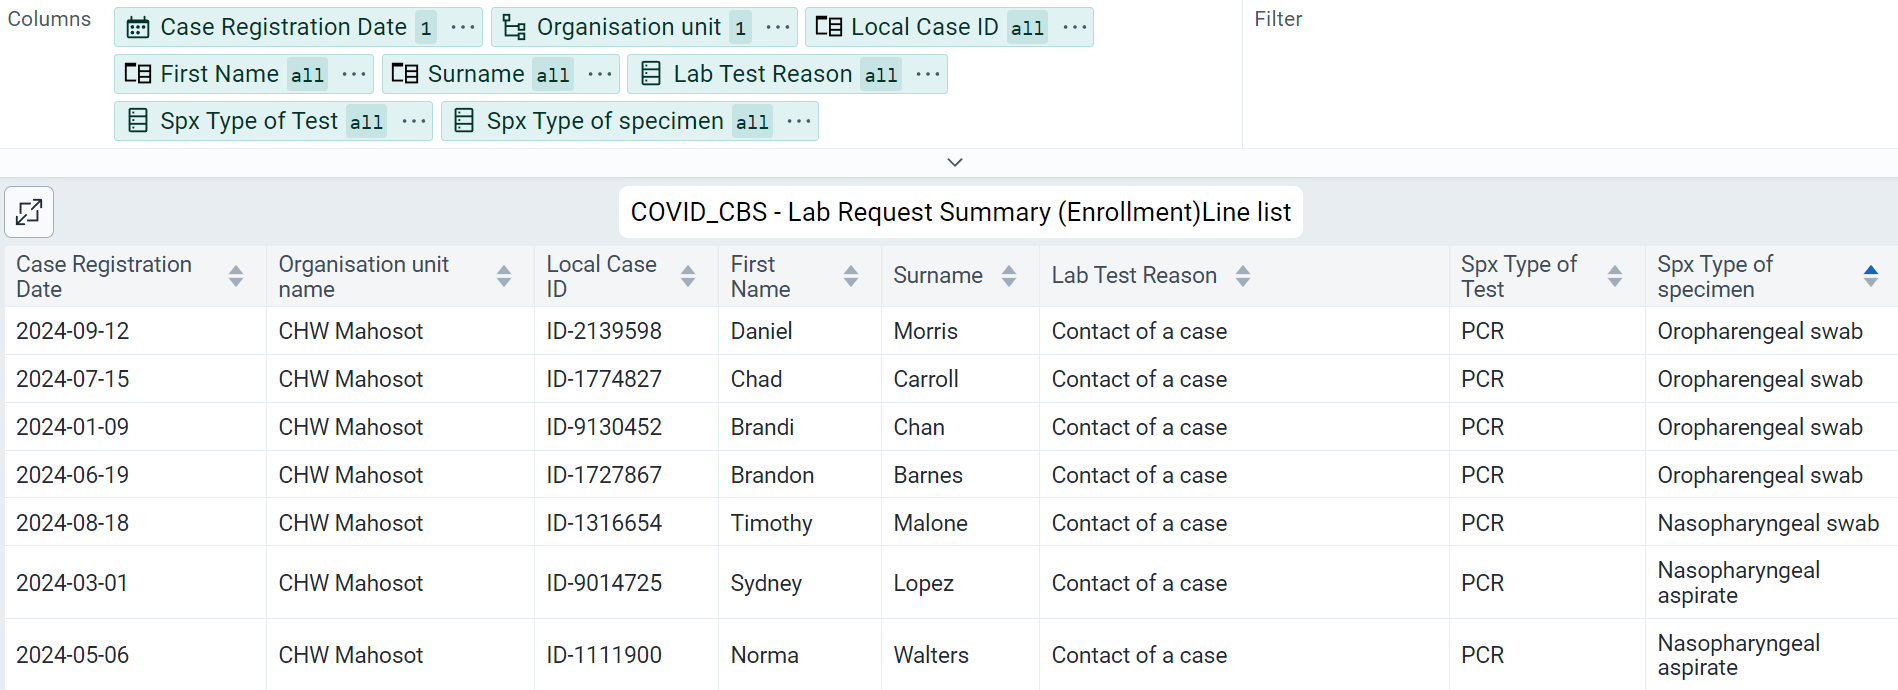 Columns
Case Registration Date 1 ...
Organisation unit 1 ...
Local Case ID all ...
Filter
First Name all ...
Surname all ...
Lab Test Reason all ...
Spx Type of Test all ...
Spx Type of specimen all ...
COVID_CBS - Lab Request Summary (Enrollment)Line list
Case Registration
Date
Organisation unit
name
Local Case
ID
First
Name
Surname
Lab Test Reason
Spx Type of
Test
Spx Type of
specimen
2024-09-12 CHW Mahosot ID-2139598 Daniel Morris Contact of a case PCR Oropharengeal swab
2024-07-15 CHW Mahosot ID-1774827 Chad Carroll Contact of a case PCR Oropharengeal swab
2024-01-09 CHW Mahosot ID-9130452 Brandi Chan Contact of a case PCR Oropharengeal swab
2024-06-19 CHW Mahosot ID-1727867 Brandon Barnes Contact of a case PCR Oropharengeal swab
2024-08-18 CHW Mahosot ID-1316654 Timothy Malone Contact of a case PCR Nasopharyngeal swab
2024-03-01 CHW Mahosot ID-9014725 Sydney Lopez Contact of a case PCR Nasopharyngeal
aspirate
2024-05-06 CHW Mahosot ID-1111900 Norma Walters Contact of a case PCR Nasopharyngeal
aspirate